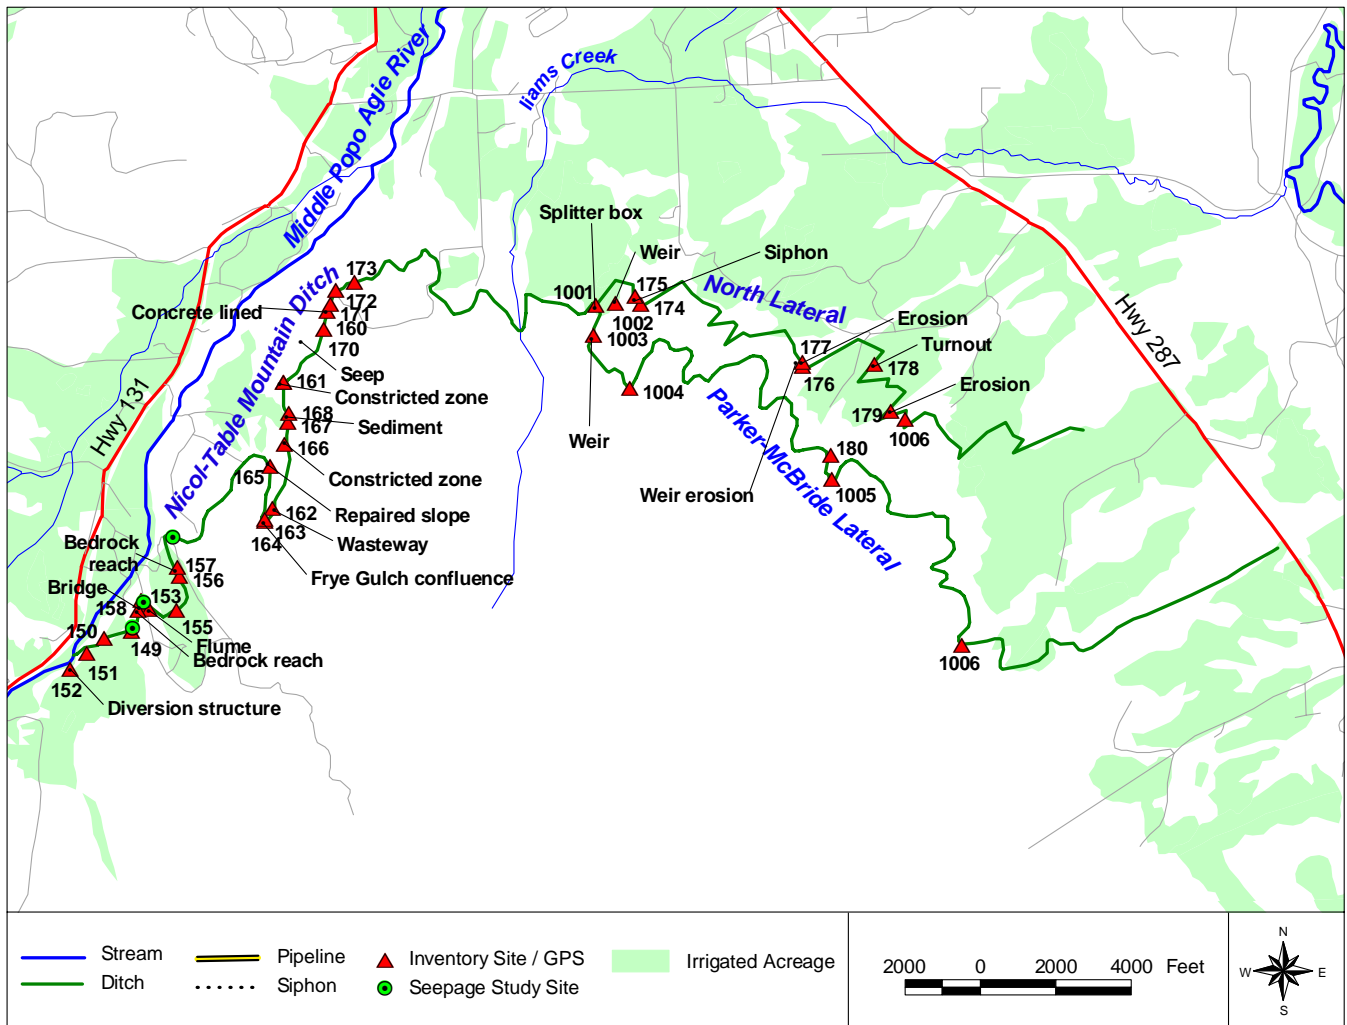 Middle Popo Agie River
liams Creek
Splitter box
Weir
Siphon
173
175
1001
174
172
171
Concrete lined
1002
1003
160
170
North Lateral
Hwy 287
Erosion
Turnout
177
176
178
Seep
Nicol-Table Mountain Ditch
Hwy 131
161
Constricted zone
1004
Erosion
168
167
Sediment
179
1006
Weir
166
Parker-McBride Lateral
180
165
Constricted zone
1005
Weir erosion
162
Repaired slope
163
164
Wasteway
Bedrock
reach
157
156
Frye Gulch confluence
Bridge
153
158
155
150
149
Flume
Bedrock reach
1006
151
152
Diversion structure
Stream
Ditch
Pipeline
Siphon
Inventory Site / GPS
Seepage Study Site
Irrigated Acreage
2000 0 2000 4000 Feet
N
W E
S